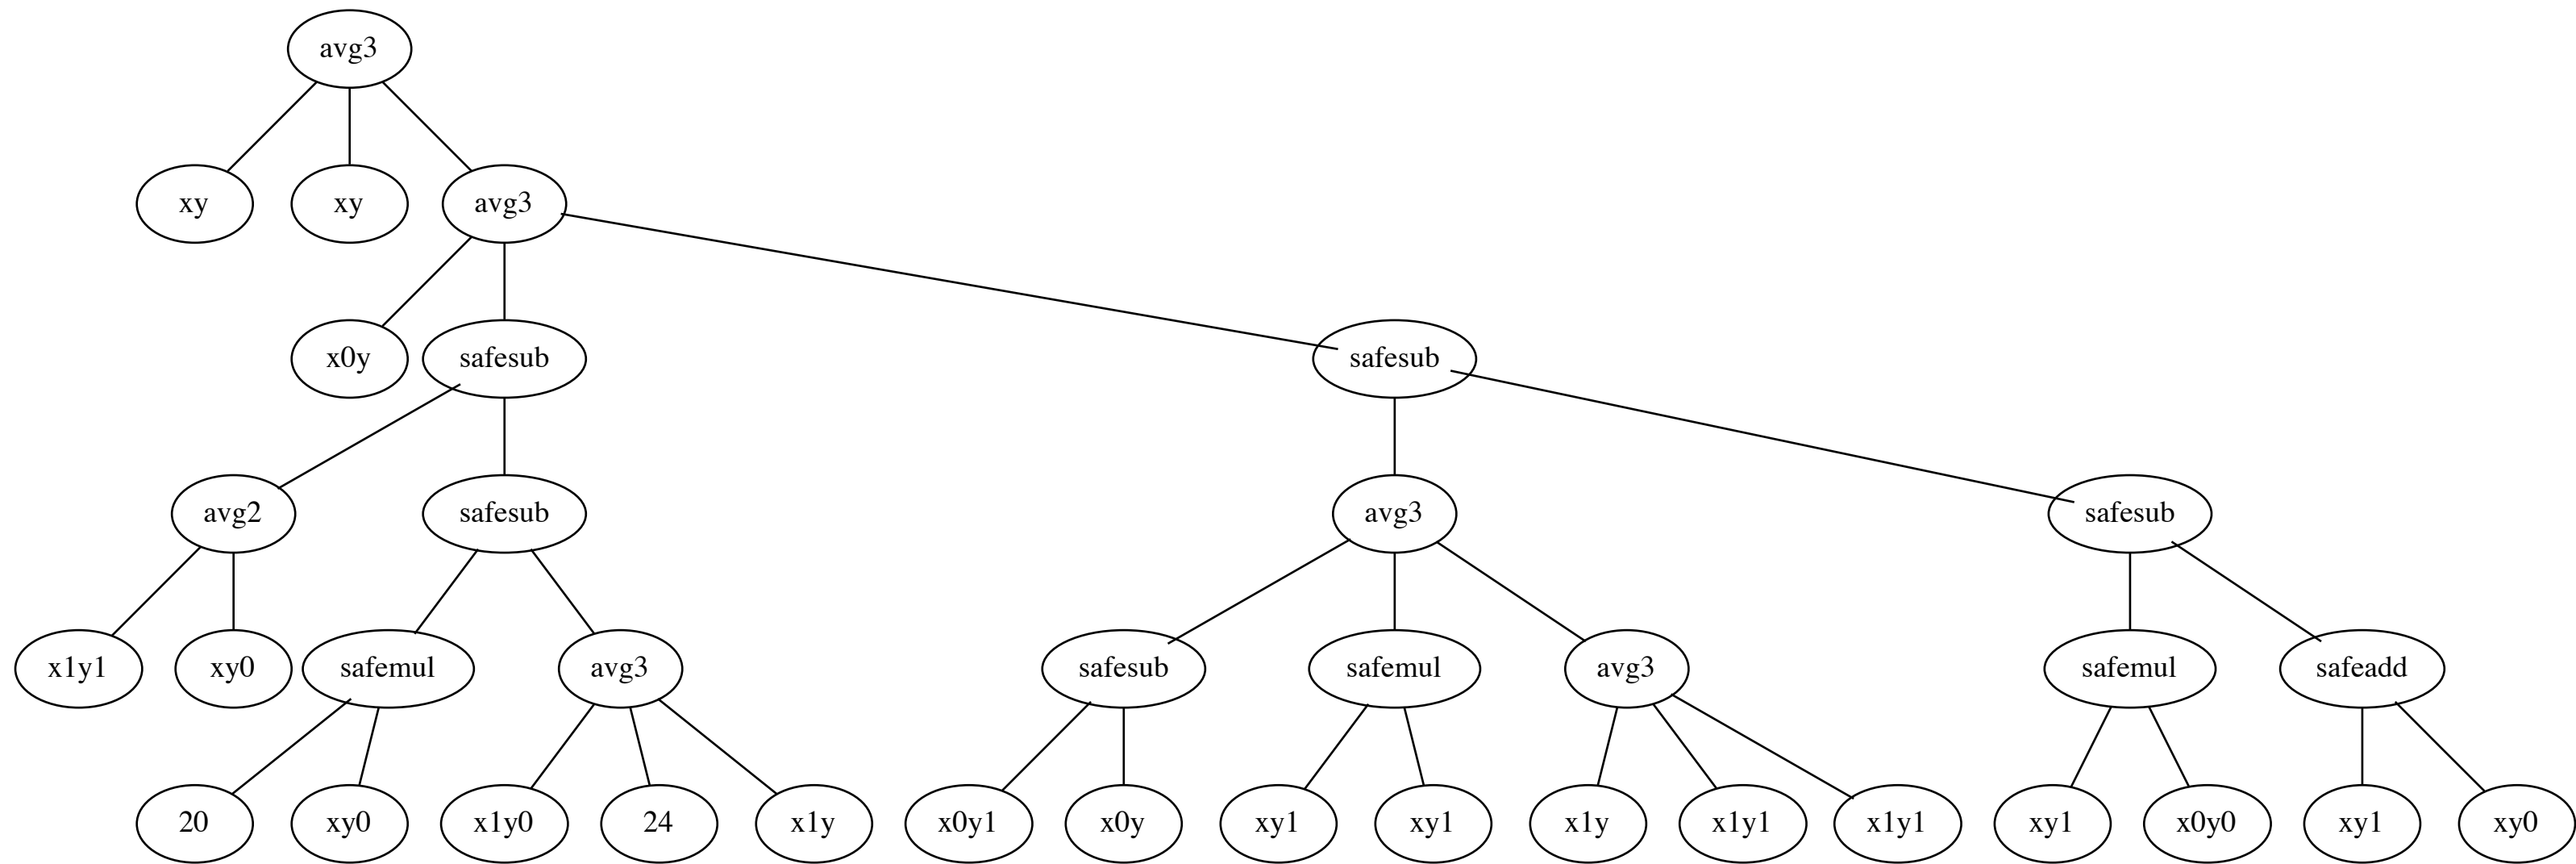 avg3
xy xy avg3
x0y safesub safesub
avg2 safesub avg3 safesub
x1y1 xy0 safemul avg3 safesub safemul avg3 safemul safeadd
20 xy0 x1y0 24 x1y x0y1 x0y xy1 xy1 x1y x1y1 x1y1 xy1 x0y0 xy1 xy0